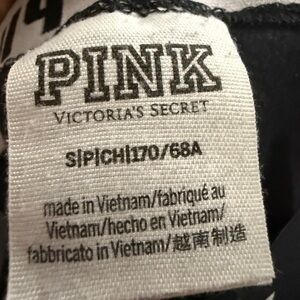 PINK
VICTORIA'S SECRET
S|P|CH|170/68A
made in Vietnam/fabriqué au
Vietnam/hecho en Vietnam/
fabbricato in Vietnam/越南制造